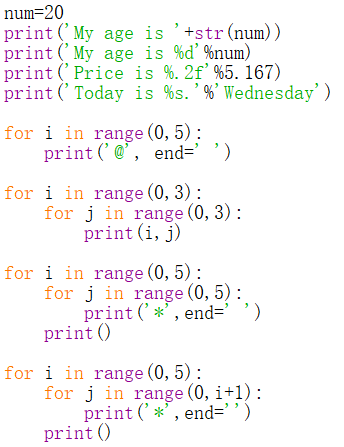 num=20
print('My age is '+str(num))
print('My age is %d'%num)
print('Price is %.2f'%5.167)
print('Today is %s.'%'Wednesday')

for i in range(0,5):
    print('@', end=' ')

for i in range(0,3):
    for j in range(0,3):
        print(i,j)

for i in range(0,5):
    for j in range(0,5):
        print('*',end=' ')
    print()

for i in range(0,5):
    for j in range(0,i+1):
        print('*',end='')
    print()